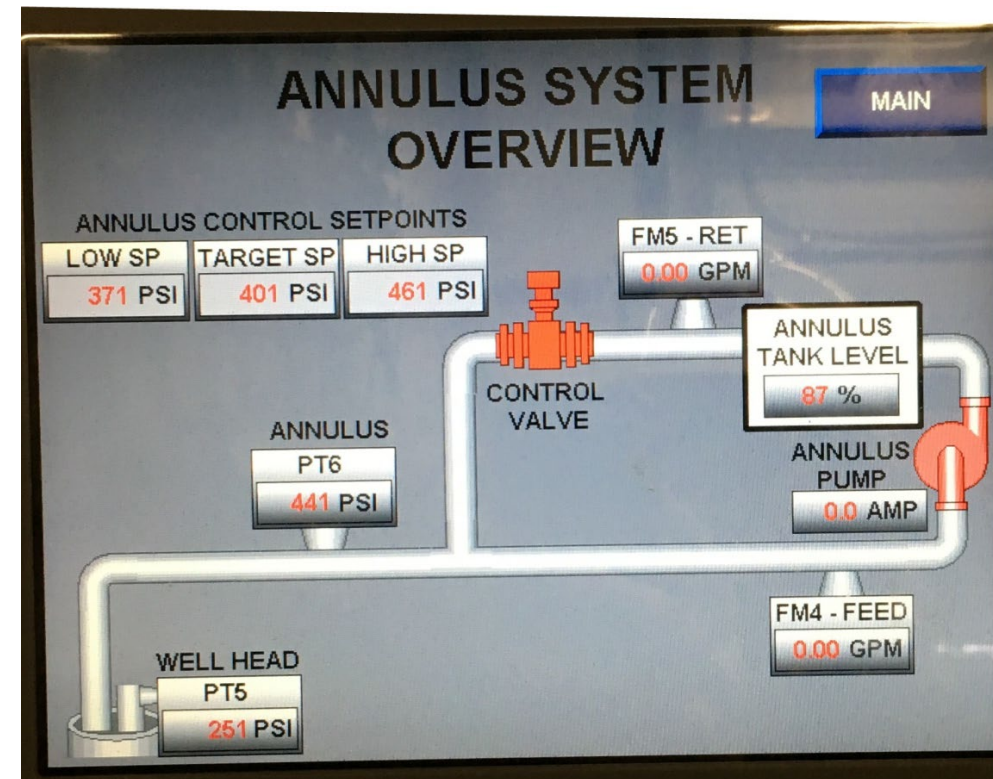 ANNULUS SYSTEM
OVERVIEW
MAIN
ANNULUS CONTROL SETPOINTS
LOW SP
371 PSI
TARGET SP
401 PSI
HIGH SP
461 PSI
FM5 - RET
0.00 GPM
CONTROL
VALVE
ANNULUS
TANK LEVEL
87 %
ANNULUS
PT6
441 PSI
ANNULUS
PUMP
0.0 AMP
FM4 - FEED
0.00 GPM
WELL HEAD
PT5
251 PSI